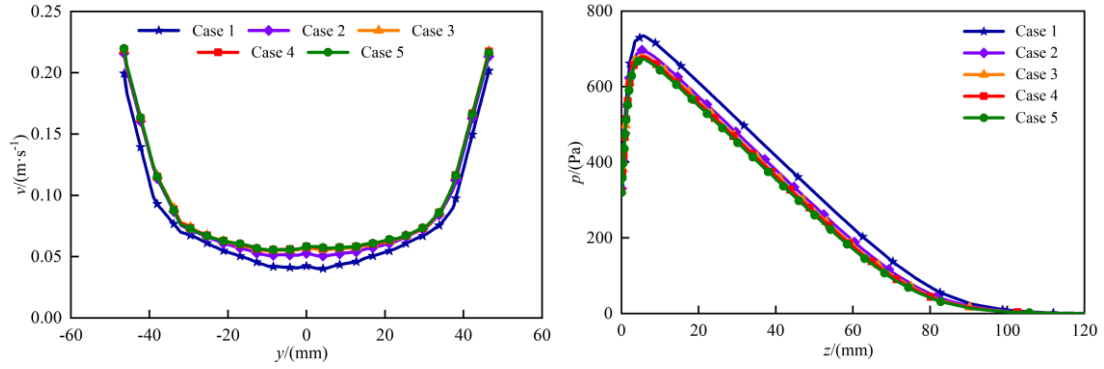 Case 1 Case 2 Case 3
Case 4 Case 5
0.25
0.20
0.15
0.10
0.05
0.00
v/(m·s⁻¹)
-60 -40 -20 0 20 40 60
y/(mm)
Case 1
Case 2
Case 3
Case 4
Case 5
800
600
400
200
0
p/(Pa)
0 20 40 60 80 100 120
z/(mm)